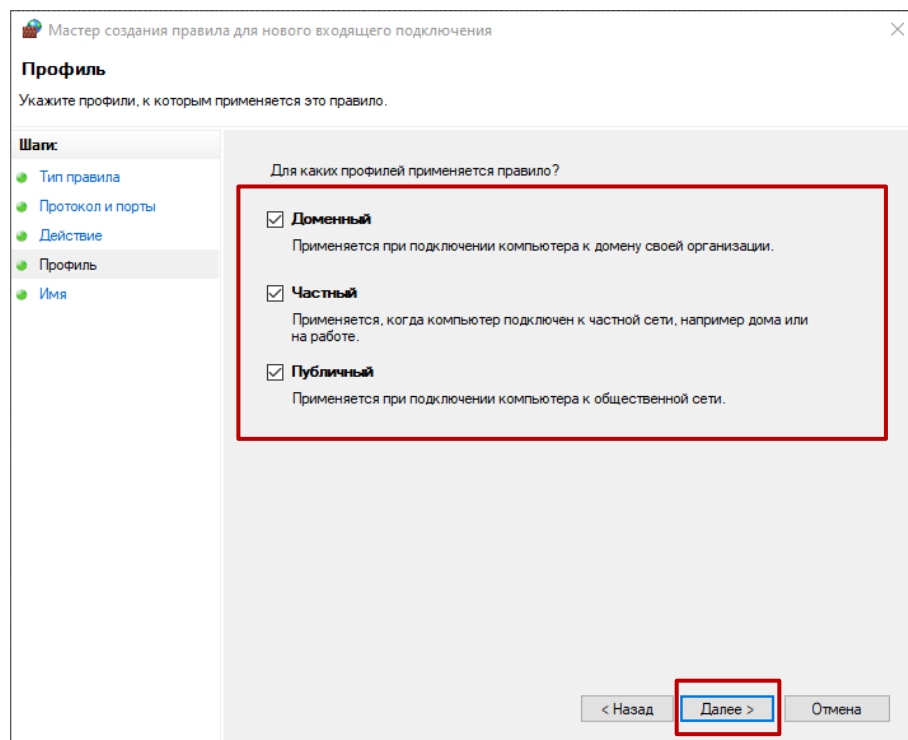 Мастер создания правила для нового входящего подключения
Профиль
Укажите профили, к которым применяется это правило.
Шаги:
Тип правила
Протокол и порты
Действие
Профиль
Имя
Для каких профилей применяется правило?
Доменный
Применяется при подключении компьютера к домену своей организации.
Частный
Применяется, когда компьютер подключен к частной сети, например дома или
на работе.
Публичный
Применяется при подключении компьютера к общественной сети.
< Назад
Далее >
Отмена